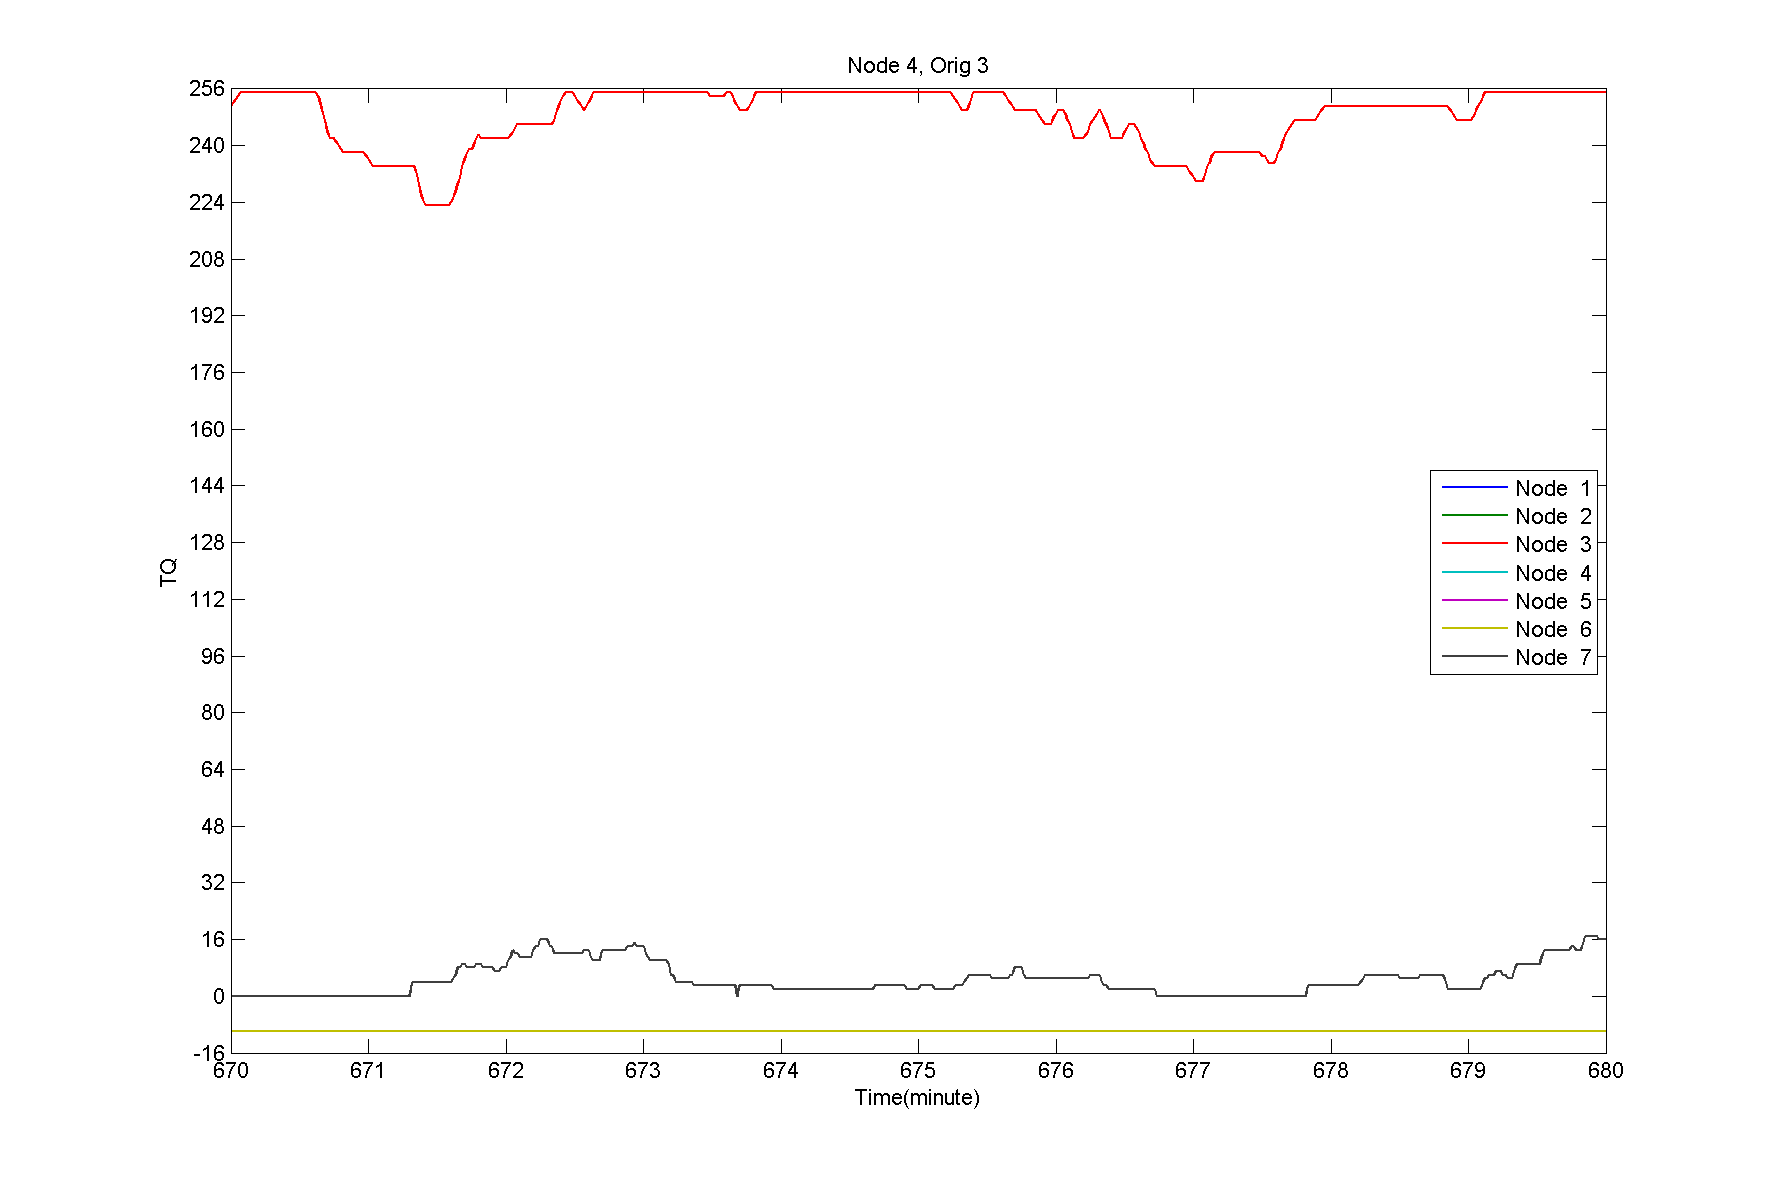 Node 4, Orig 3
256
240
224
208
192
176
160
144
128
112
96
80
64
48
32
16
0
-16
TQ
Node 1
Node 2
Node 3
Node 4
Node 5
Node 6
Node 7
670 671 672 673 674 675 676 677 678 679 680
Time(minute)